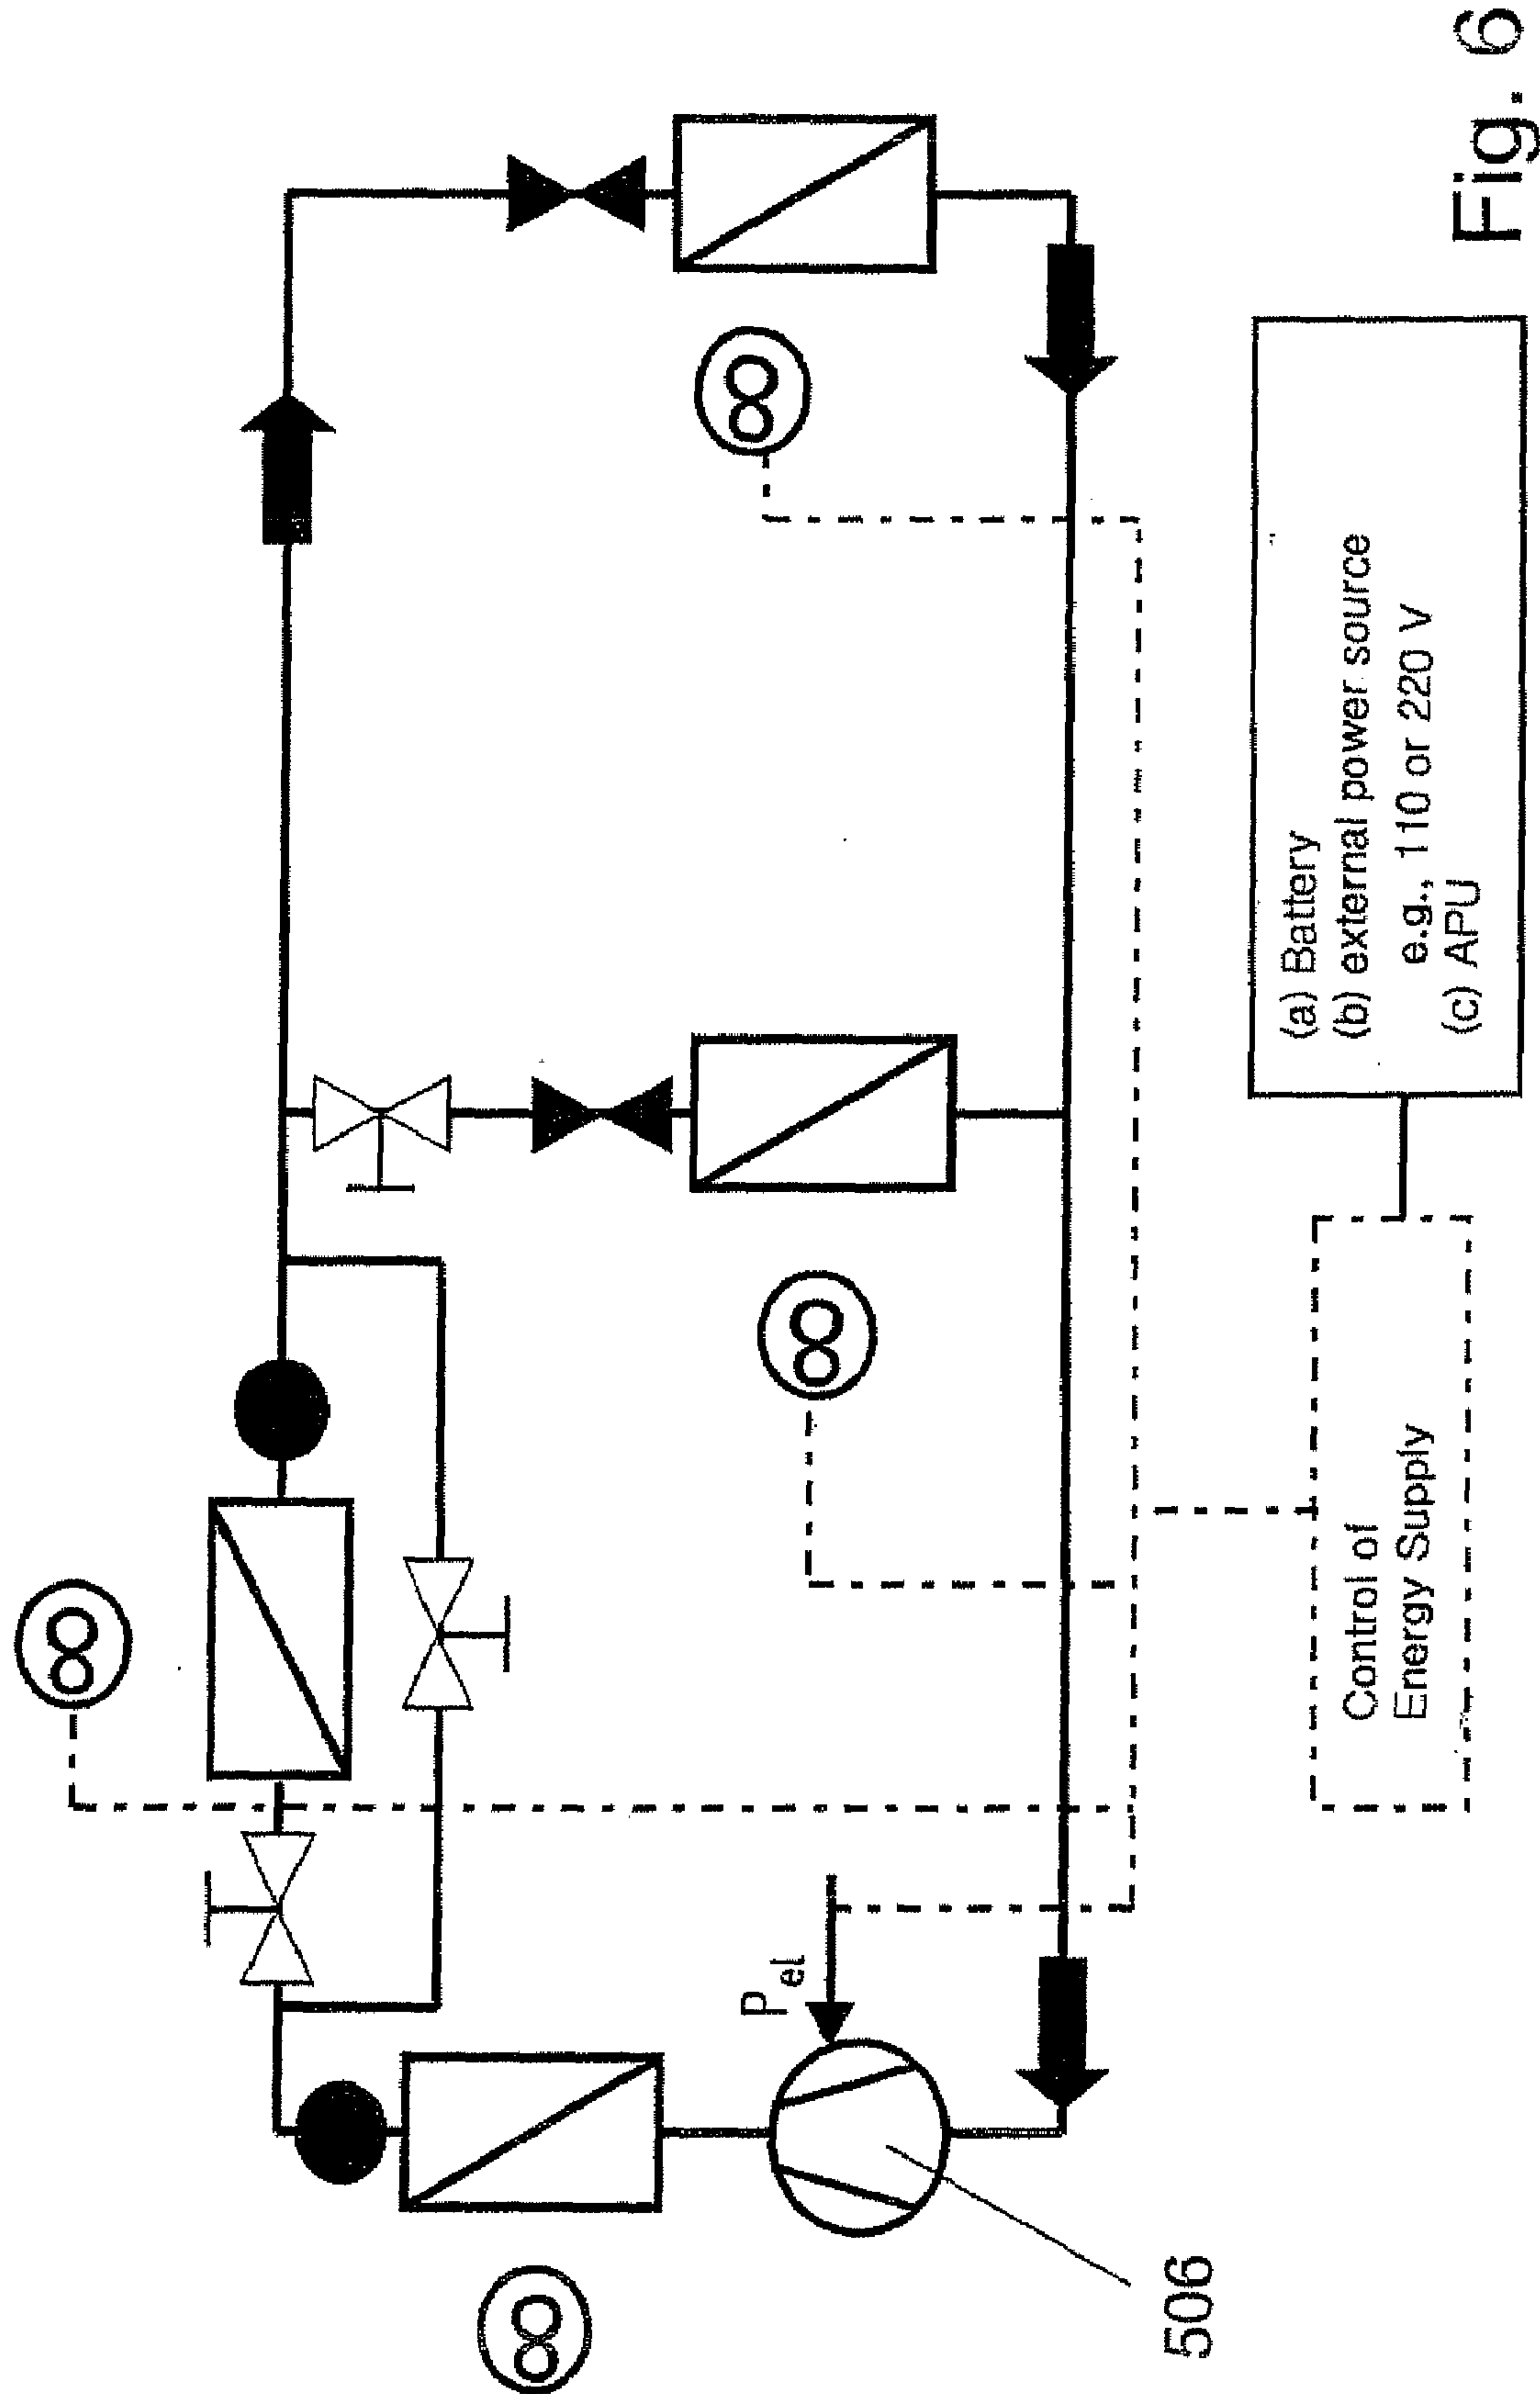 P el
506
Control of
Energy Supply
(a) Battery
(b) external power source
e.g., 110 or 220 V
(c) APU
Fig. 6